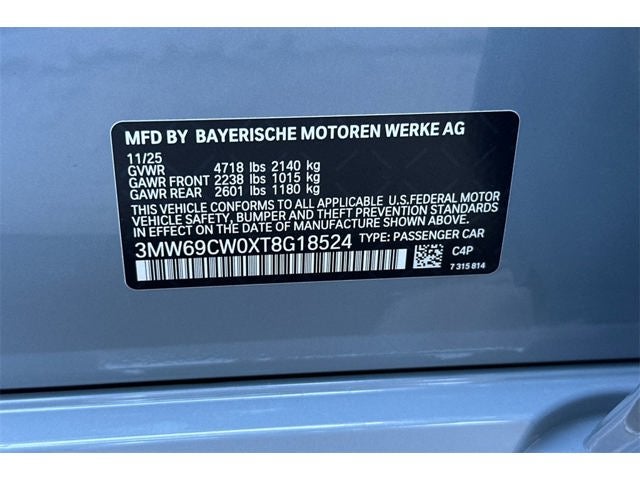 MFD BY BAYERISCHE MOTOREN WERKE AG
11/25
GVWR 4718 lbs 2140 kg
GAWR FRONT 2238 lbs 1015 kg
GAWR REAR 2601 lbs 1180 kg
THIS VEHICLE CONFORMS TO ALL APPLICABLE U.S.FEDERAL MOTOR
VEHICLE SAFETY, BUMPER AND THEFT PREVENTION STANDARDS
IN EFFECT ON THE DATE OF MANUFACTURE SHOWN ABOVE.
3MW69CW0XT8G18524 TYPE: PASSENGER CAR
C4P
7 315 814